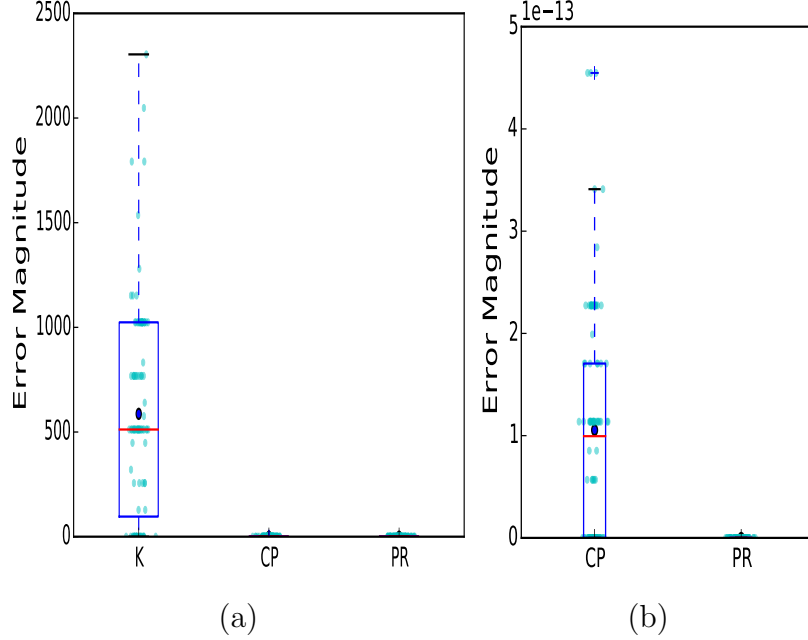 2500
2000
1500
1000
500
0
Error Magnitude
K CP PR
(a)
1e−13
5
4
3
2
1
0
Error Magnitude
CP PR
(b)